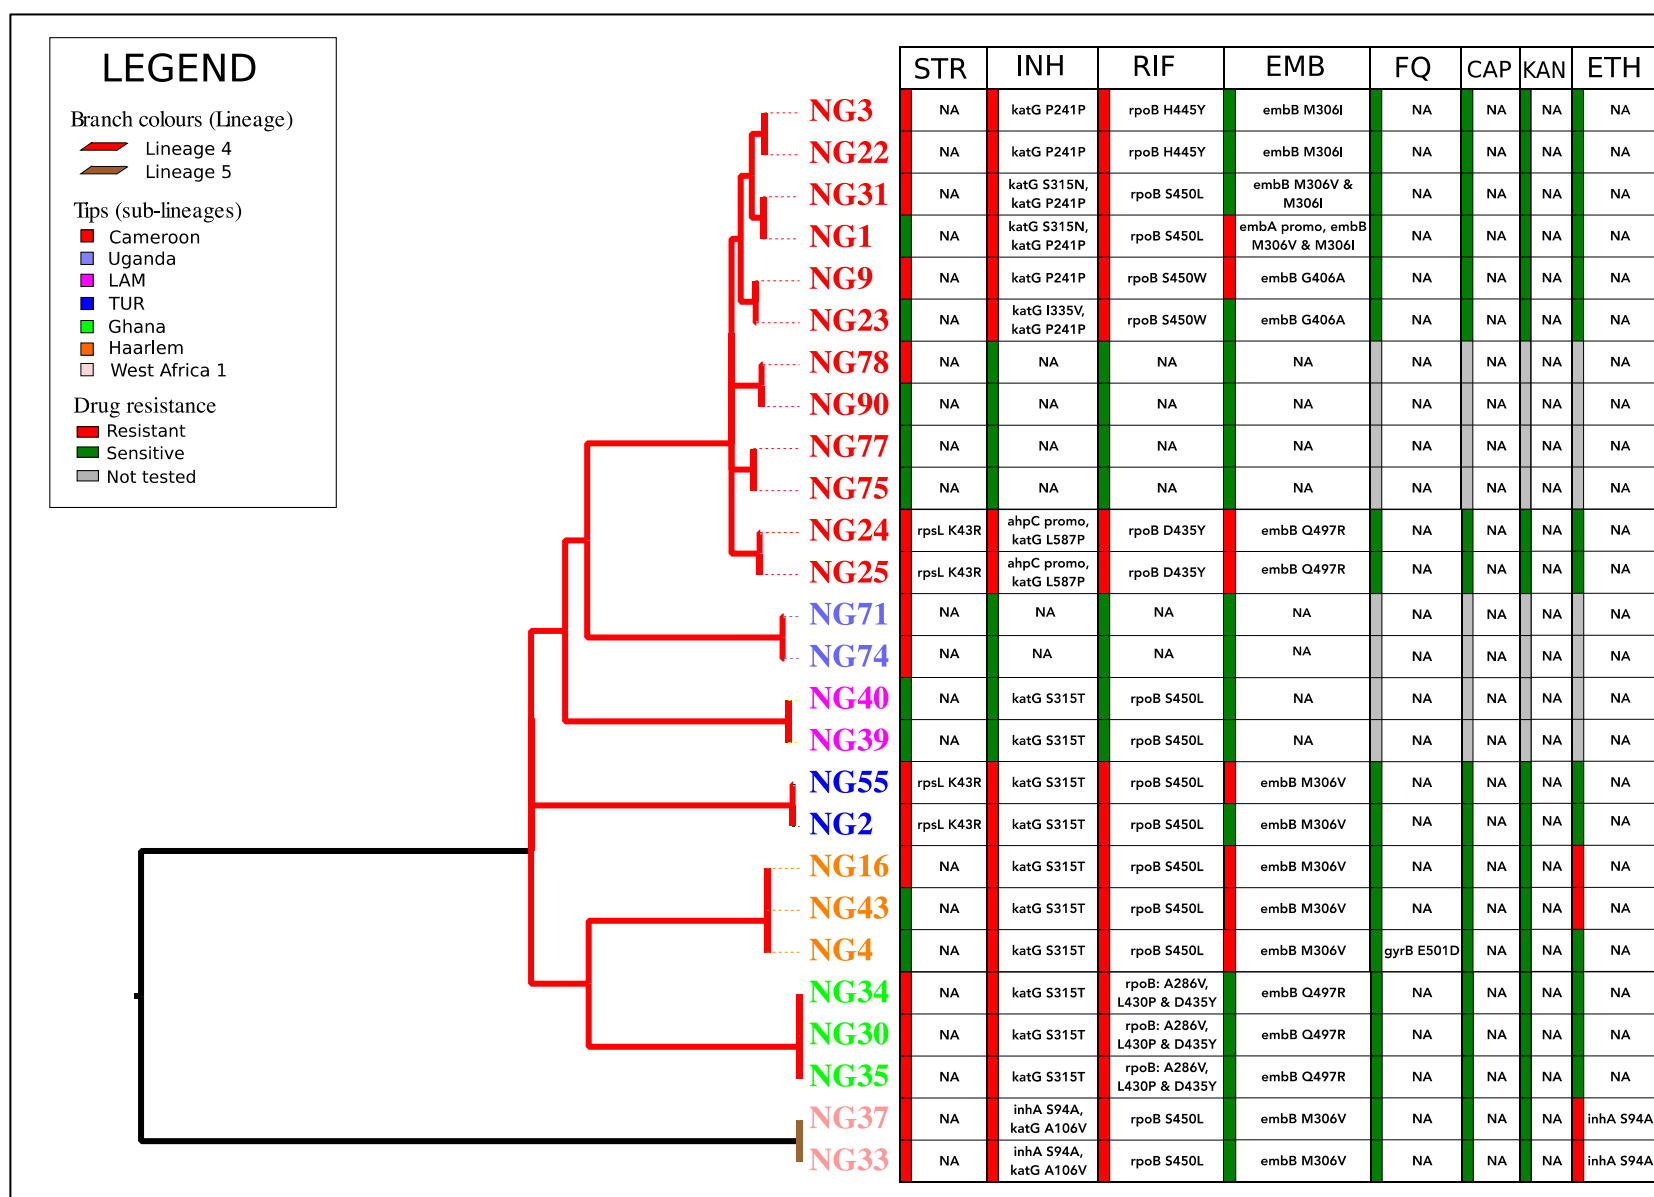 LEGEND
Branch colours (Lineage)
Lineage 4
Lineage 5
Tips (sub-lineages)
Cameroon
Uganda
LAM
TUR
Ghana
Haarlem
West Africa 1
Drug resistance
Resistant
Sensitive
Not tested
STR INH RIF EMB FQ CAP KAN ETH
NG3 NA katG P241P rpoB H445Y embB M306I NA NA NA NA
NG22 NA katG P241P rpoB H445Y embB M306I NA NA NA NA
katG S315N, embB M306V &
NG31 NA katG P241P rpoB S450L M306I NA NA NA NA
katG S315N, embA promo, embB
NG1 NA katG P241P rpoB S450L M306V & M306I NA NA NA NA
NG9 NA katG P241P rpoB S450W embB G406A NA NA NA NA
katG I335V,
NG23 NA katG P241P rpoB S450W embB G406A NA NA NA NA
NG78 NA NA NA NA NA NA NA NA
NG90 NA NA NA NA NA NA NA NA
NG77 NA NA NA NA NA NA NA NA
NG75 NA NA NA NA NA NA NA NA
ahpC promo,
NG24 rpsL K43R katG L587P rpoB D435Y embB Q497R NA NA NA NA
ahpC promo,
NG25 rpsL K43R katG L587P rpoB D435Y embB Q497R NA NA NA NA
NG71 NA NA NA NA NA NA NA NA
NG74 NA NA NA NA NA NA NA NA
NG40 NA katG S315T rpoB S450L NA NA NA NA NA
NG39 NA katG S315T rpoB S450L NA NA NA NA NA
NG55 rpsL K43R katG S315T rpoB S450L embB M306V NA NA NA NA
NG2 rpsL K43R katG S315T rpoB S450L embB M306V NA NA NA NA
NG16 NA katG S315T rpoB S450L embB M306V NA NA NA NA
NG43 NA katG S315T rpoB S450L embB M306V NA NA NA NA
NG4 NA katG S315T rpoB S450L embB M306V gyrB E501D NA NA NA
rpoB: A286V,
NG34 NA katG S315T L430P & D435Y embB Q497R NA NA NA NA
rpoB: A286V,
NG30 NA katG S315T L430P & D435Y embB Q497R NA NA NA NA
rpoB: A286V,
NG35 NA katG S315T L430P & D435Y embB Q497R NA NA NA NA
inhA S94A,
NG37 NA katG A106V rpoB S450L embB M306V NA NA NA inhA S94A
inhA S94A,
NG33 NA katG A106V rpoB S450L embB M306V NA NA NA inhA S94A